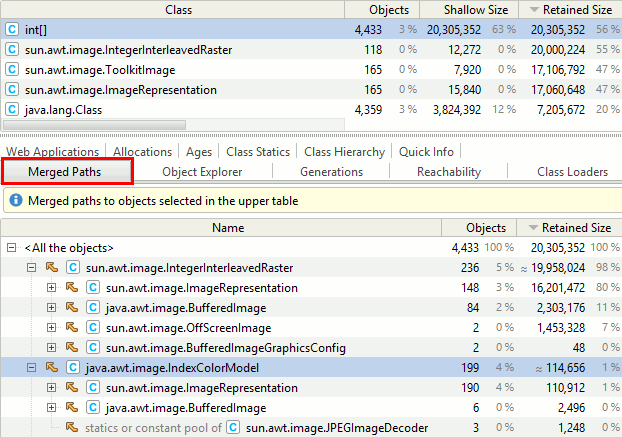 Class Objects Shallow Size Retained Size
C int[] 4,433 3 % 20,305,352 63 % 20,305,352 56 %
C sun.awt.image.IntegerInterleavedRaster 118 0 % 12,272 0 % 20,000,224 55 %
C sun.awt.image.ToolkitImage 165 0 % 7,920 0 % 17,106,792 47 %
C sun.awt.image.ImageRepresentation 165 0 % 15,840 0 % 17,060,648 47 %
C java.lang.Class 4,359 3 % 3,824,392 12 % 7,205,672 20 %
Web Applications Allocations Ages Class Statics Class Hierarchy Quick Info
Merged Paths Object Explorer Generations Reachability Class Loaders
Merged paths to objects selected in the upper table
Name Objects Retained Size
<All the objects> 4,433 100 % 20,305,352 100 %
C sun.awt.image.IntegerInterleavedRaster 236 5 % ≈ 19,958,024 98 %
C sun.awt.image.ImageRepresentation 148 3 % 16,201,472 80 %
C java.awt.image.BufferedImage 84 2 % 2,303,176 11 %
C sun.awt.image.OffScreenImage 2 0 % 1,453,328 7 %
C sun.awt.image.BufferedImageGraphicsConfig 2 0 % 48 0 %
C java.awt.image.IndexColorModel 199 4 % ≈ 114,656 1 %
C sun.awt.image.ImageRepresentation 190 4 % 110,912 1 %
C java.awt.image.BufferedImage 6 0 % 2,496 0 %
statics or constant pool of C sun.awt.image.JPEGImageDecoder 3 0 % 1,248 0 %